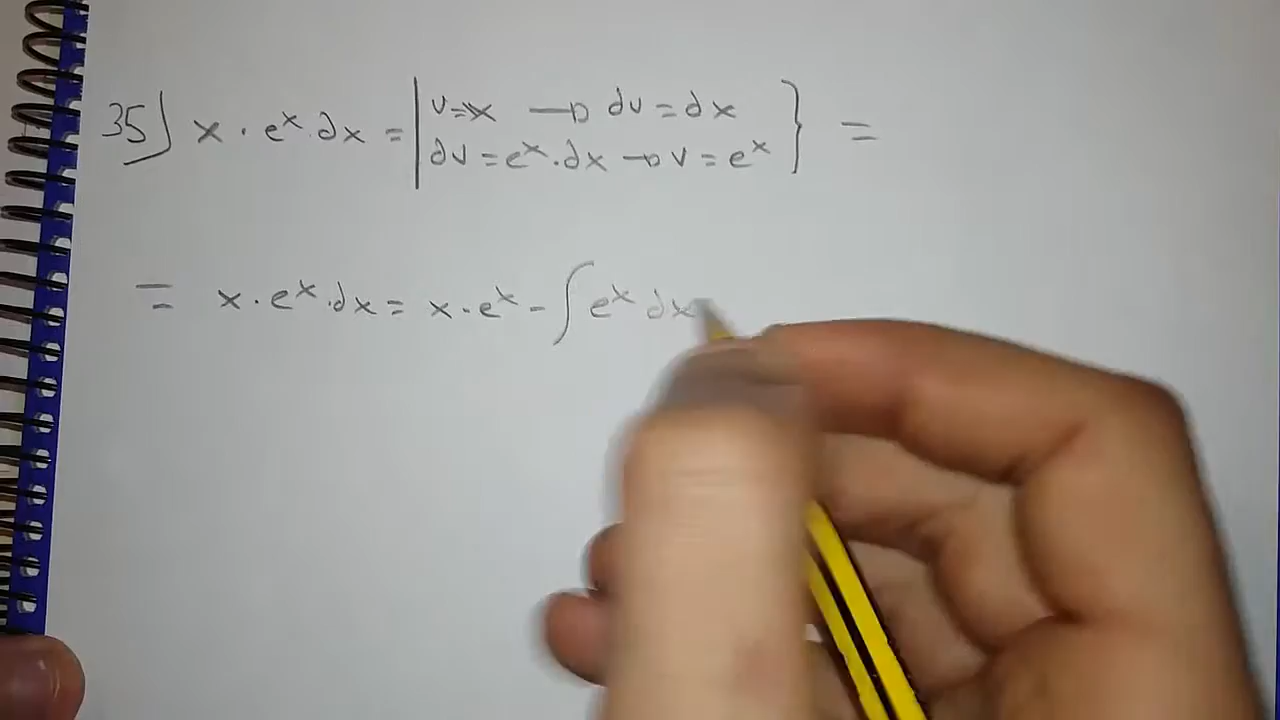 35) x · eˣ · dx = | u = x → du = dx } =
dv = eˣ · dx → v = eˣ
= x · eˣ · dx = x · eˣ - ∫ eˣ dx